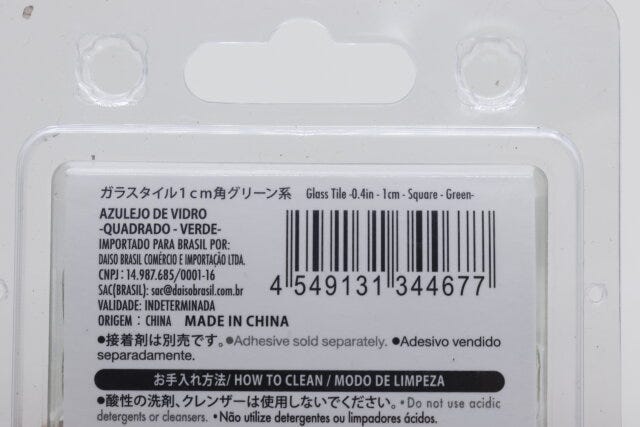 ガラスタイル1cm角グリーン系 Glass Tile -0.4in - 1cm - Square - Green-
AZULEJO DE VIDRO
-QUADRADO - VERDE-
IMPORTADO PARA BRASIL POR:
DAISO BRASIL COMÉRCIO E IMPORTAÇÃO LTDA.
CNPJ : 14.987.685/0001-16
SAC(BRASIL): sac@daisobrasil.com.br
VALIDADE: INDETERMINADA
ORIGEM : CHINA MADE IN CHINA
4 549131 344677
●接着剤は別売です。●Adhesive sold separately. ●Adesivo vendido
separadamente.
お手入れ方法/ HOW TO CLEAN / MODO DE LIMPEZA
●酸性の洗剤、クレンザーは使用しないでください。•Do not use acidic
detergents or cleansers. •Não utilize detergentes ou limpadores ácidos.